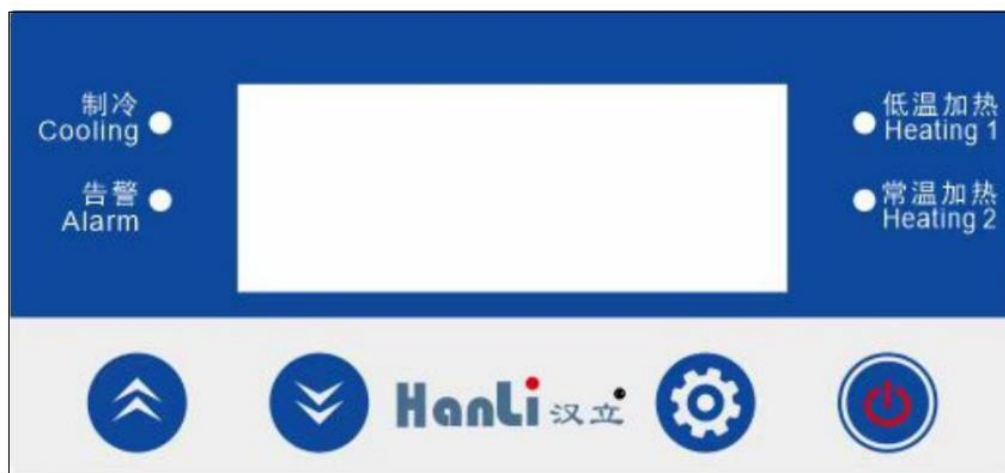 制冷
Cooling
低温加热
Heating 1
告警
Alarm
常温加热
Heating 2
HanLi 汉立